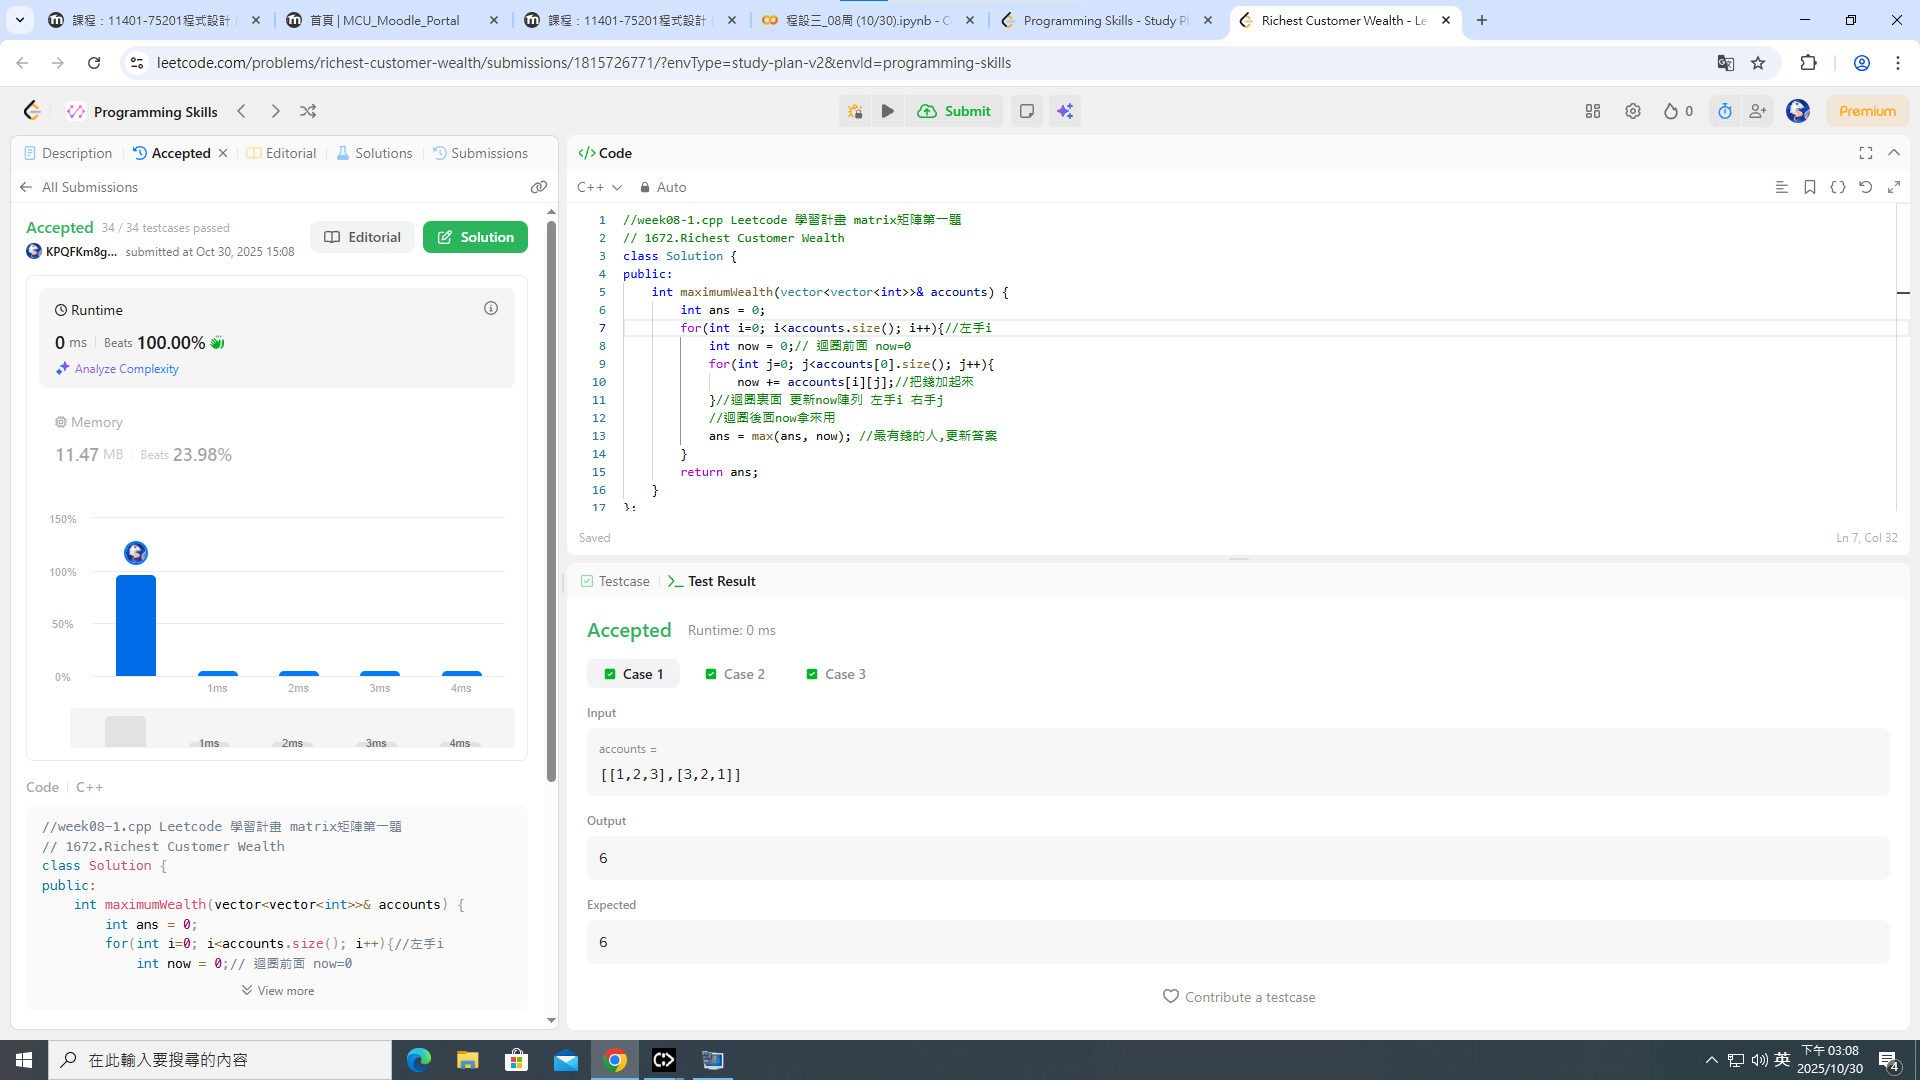 課程：11401-75201程式設計（
首頁 | MCU_Moodle_Portal
課程：11401-75201程式設計（
程設三_08周 (10/30).ipynb - C
Programming Skills - Study Pl
Richest Customer Wealth - Le
leetcode.com/problems/richest-customer-wealth/submissions/1815726771/?envType=study-plan-v2&envId=programming-skills
Programming Skills
Submit
0
Premium
Description
Accepted
Editorial
Solutions
Submissions
All Submissions
Accepted 34 / 34 testcases passed
KPQFKm8g... submitted at Oct 30, 2025 15:08
Editorial
Solution
Runtime
0 ms Beats 100.00%
Analyze Complexity
Memory
11.47 MB Beats 23.98%
150%
100%
50%
0%
1ms 2ms 3ms 4ms
1ms 2ms 3ms 4ms
Code C++
//week08-1.cpp Leetcode 學習計畫 matrix矩陣第一題
// 1672.Richest Customer Wealth
class Solution {
public:
    int maximumWealth(vector<vector<int>>& accounts) {
        int ans = 0;
        for(int i=0; i<accounts.size(); i++){//左手i
            int now = 0;// 迴圈前面 now=0
View more
Code
C++ Auto
1 //week08-1.cpp Leetcode 學習計畫 matrix矩陣第一題
2 // 1672.Richest Customer Wealth
3 class Solution {
4 public:
5     int maximumWealth(vector<vector<int>>& accounts) {
6         int ans = 0;
7         for(int i=0; i<accounts.size(); i++){//左手i
8             int now = 0;// 迴圈前面 now=0
9             for(int j=0; j<accounts[0].size(); j++){
10                 now += accounts[i][j];//把錢加起來
11             }//迴圈裏面 更新now陣列 左手i 右手j
12             //迴圈後面now拿來用
13             ans = max(ans, now); //最有錢的人,更新答案
14         }
15         return ans;
16     }
17 };
Saved
Ln 7, Col 32
Testcase
Test Result
Accepted Runtime: 0 ms
Case 1 Case 2 Case 3
Input
accounts =
[[1,2,3],[3,2,1]]
Output
6
Expected
6
Contribute a testcase
在此輸入要搜尋的內容
英
下午 03:08
2025/10/30
4